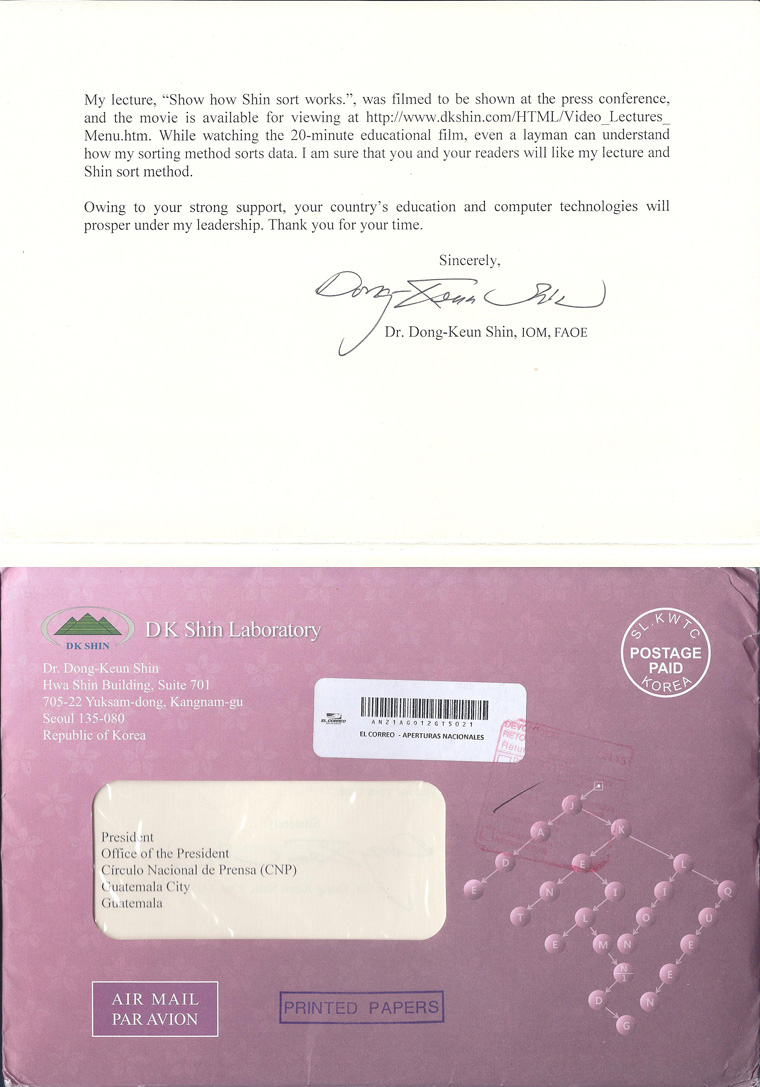 My lecture, “Show how Shin sort works.”, was filmed to be shown at the press conference,
and the movie is available for viewing at http://www.dkshin.com/HTML/Video_Lectures_
Menu.htm. While watching the 20-minute educational film, even a layman can understand
how my sorting method sorts data. I am sure that you and your readers will like my lecture and
Shin sort method.
Owing to your strong support, your country’s education and computer technologies will
prosper under my leadership. Thank you for your time.
Sincerely,
Dong-Keun Shin
Dr. Dong-Keun Shin, IOM, FAOE
DK SHIN
DK Shin Laboratory
Dr. Dong-Keun Shin
Hwa Shin Building, Suite 701
705-22 Yuksam-dong, Kangnam-gu
Seoul 135-080
Republic of Korea
SL. KWTC
POSTAGE
PAID
KOREA
EL CORREO
AN21AG012615021
EL CORREO - APERTURAS NACIONALES
President
Office of the President
Círculo Nacional de Prensa (CNP)
Guatemala City
Guatemala
J
A K
D E L
E N I I Q
T L O U
E M N E
N E
D N
G
AIR MAIL
PAR AVION
PRINTED PAPERS